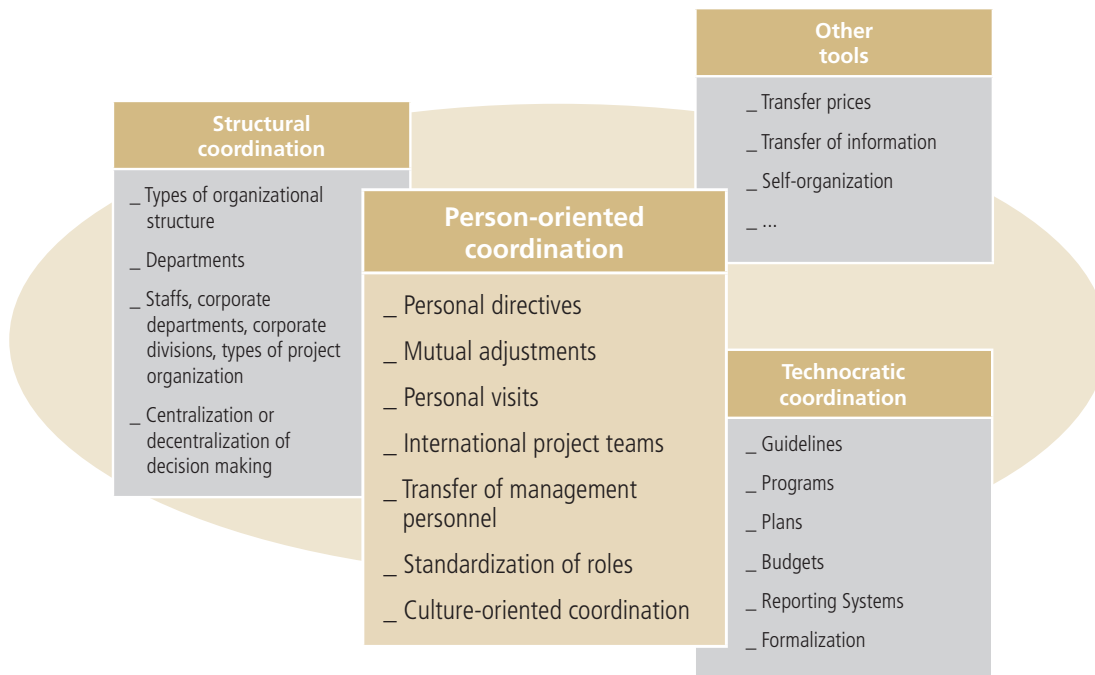 Structural
coordination
_ Types of organizational
structure
_ Departments
_ Staffs, corporate
departments, corporate
divisions, types of project
organization
_ Centralization or
decentralization of
decision making
Person-oriented
coordination
_ Personal directives
_ Mutual adjustments
_ Personal visits
_ International project teams
_ Transfer of management
personnel
_ Standardization of roles
_ Culture-oriented coordination
Other
tools
_ Transfer prices
_ Transfer of information
_ Self-organization
_ ...
Technocratic
coordination
_ Guidelines
_ Programs
_ Plans
_ Budgets
_ Reporting Systems
_ Formalization